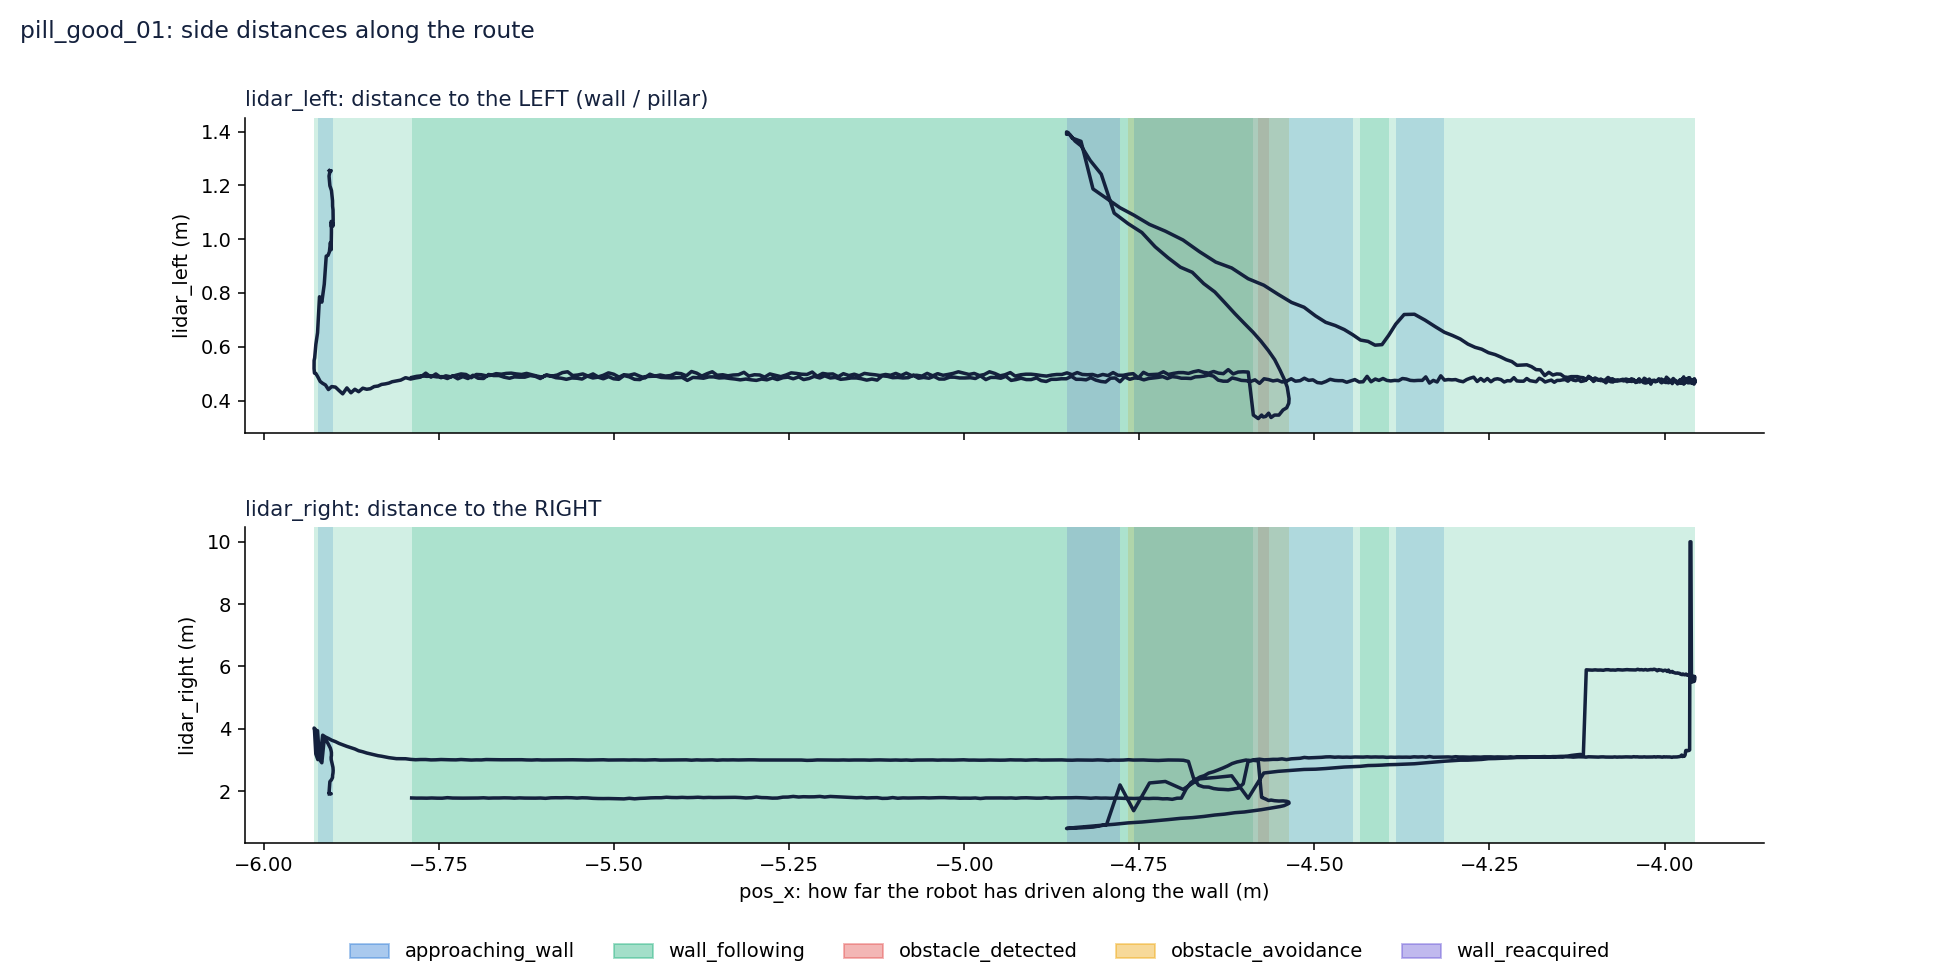 pill_good_01: side distances along the route
lidar_left: distance to the LEFT (wall / pillar)
1.4
1.2
1.0
0.8
0.6
0.4
lidar_left (m)
lidar_right: distance to the RIGHT
10
8
6
4
2
lidar_right (m)
−6.00 −5.75 −5.50 −5.25 −5.00 −4.75 −4.50 −4.25 −4.00
pos_x: how far the robot has driven along the wall (m)
approaching_wall wall_following obstacle_detected obstacle_avoidance wall_reacquired